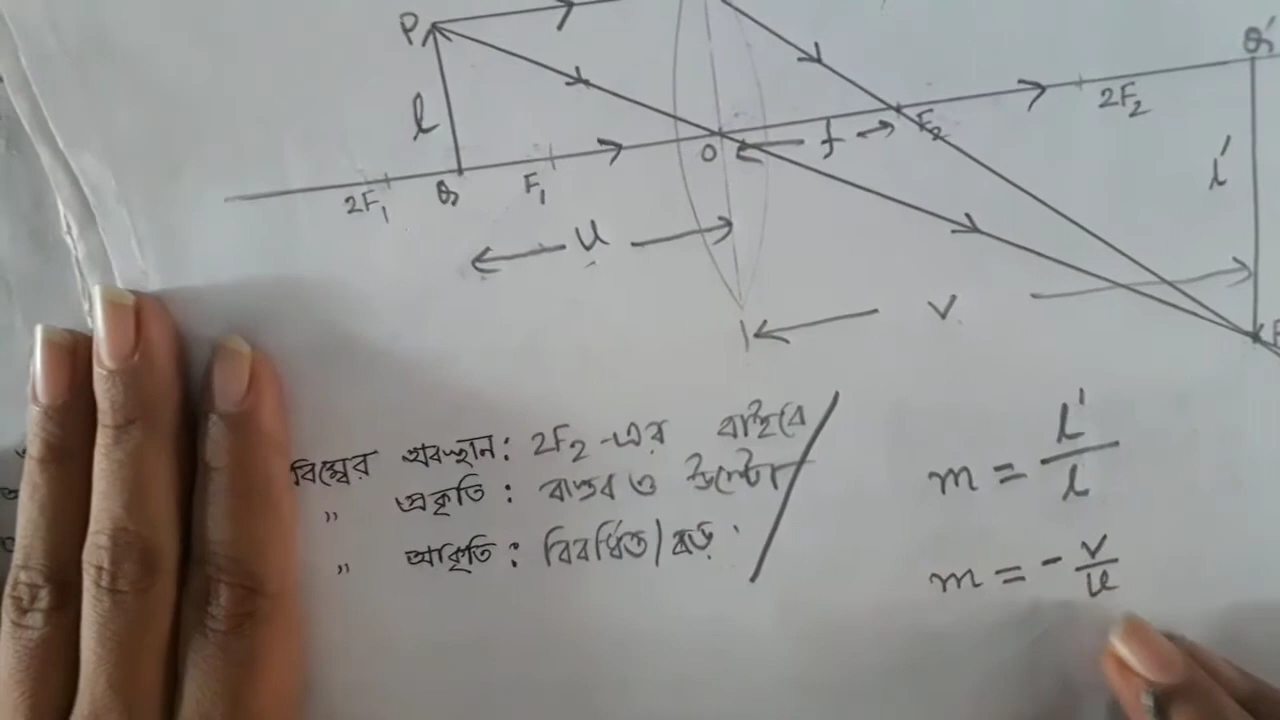 P
Q'
l
2F₂
F₂
f
O
l'
F₁
2F₁
Q
u
v
l'
বিম্বের অবস্থান : 2F₂ -এর বাইরে
m = l'/l
" প্রকৃতি : বাস্তব ও উল্টো
" আকৃতি : বিবর্ধিত/বড়
m = - v/u